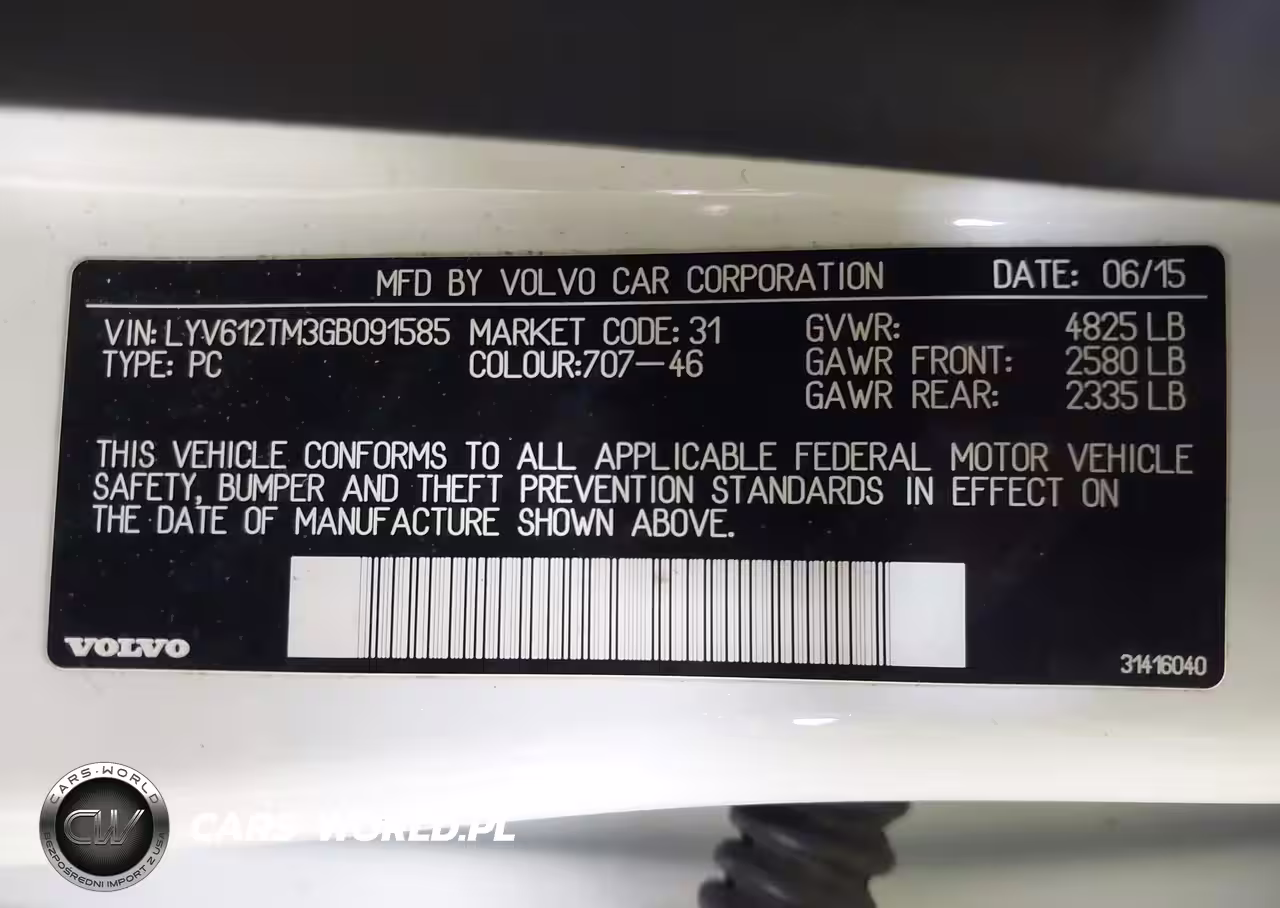 MFD BY VOLVO CAR CORPORATION DATE: 06/15
VIN: LYV612TM3GB091585 MARKET CODE: 31 GVWR: 4825 LB
TYPE: PC COLOUR:707-46 GAWR FRONT: 2580 LB
GAWR REAR: 2335 LB
THIS VEHICLE CONFORMS TO ALL APPLICABLE FEDERAL MOTOR VEHICLE
SAFETY, BUMPER AND THEFT PREVENTION STANDARDS IN EFFECT ON
THE DATE OF MANUFACTURE SHOWN ABOVE.
VOLVO
31416040
CARS·WORLD
CW
BEZPOŚREDNI IMPORT Z USA
CARS-WORLD.PL